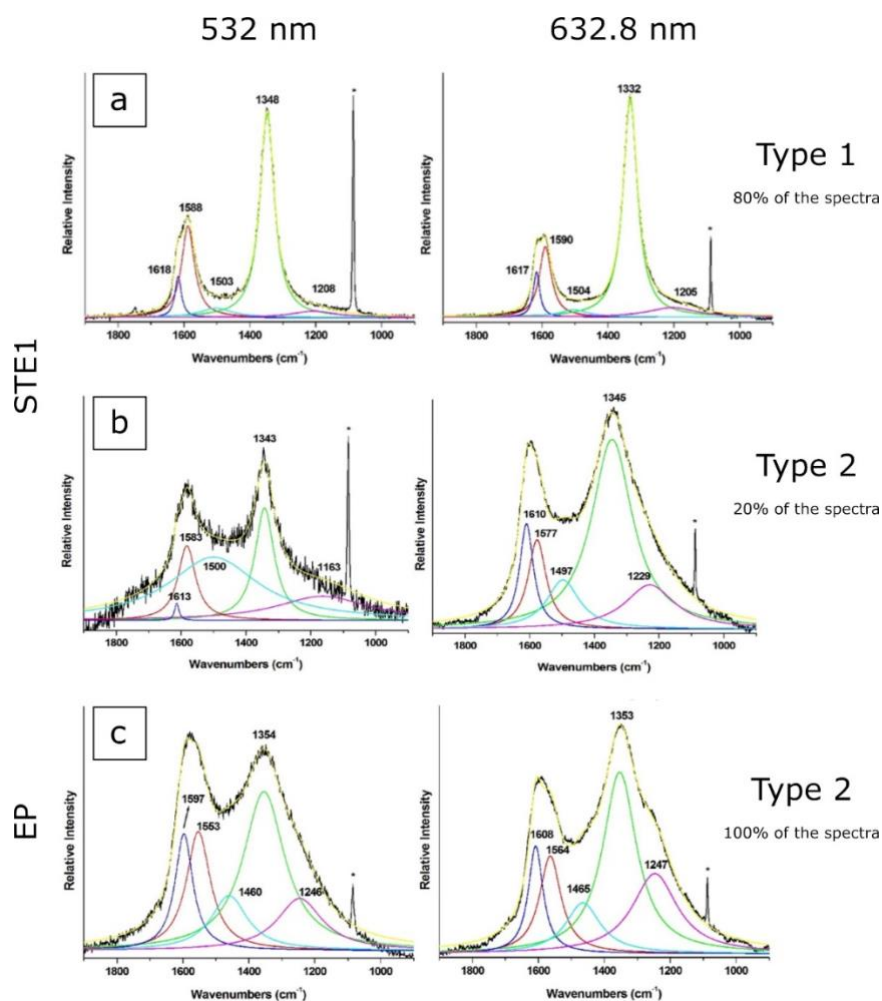 532 nm
632.8 nm
a
1348
*
1588
1618
1503
1208
Relative Intensity
1800 1600 1400 1200 1000
Wavenumbers (cm⁻¹)
1332
*
1590
1617
1504
1205
Relative Intensity
1800 1600 1400 1200 1000
Wavenumbers (cm⁻¹)
Type 1
80% of the spectra
STE1
b
1343
*
1583
1500
1613
1163
Relative Intensity
1800 1600 1400 1200 1000
Wavenumbers (cm⁻¹)
1345
*
1610
1577
1497
1229
Relative Intensity
1800 1600 1400 1200 1000
Wavenumbers (cm⁻¹)
Type 2
20% of the spectra
EP
c
1354
*
1597
1553
1460
1246
Relative Intensity
1800 1600 1400 1200 1000
Wavenumbers (cm⁻¹)
1353
*
1608
1564
1465
1247
Relative Intensity
1800 1600 1400 1200 1000
Wavenumbers (cm⁻¹)
Type 2
100% of the spectra